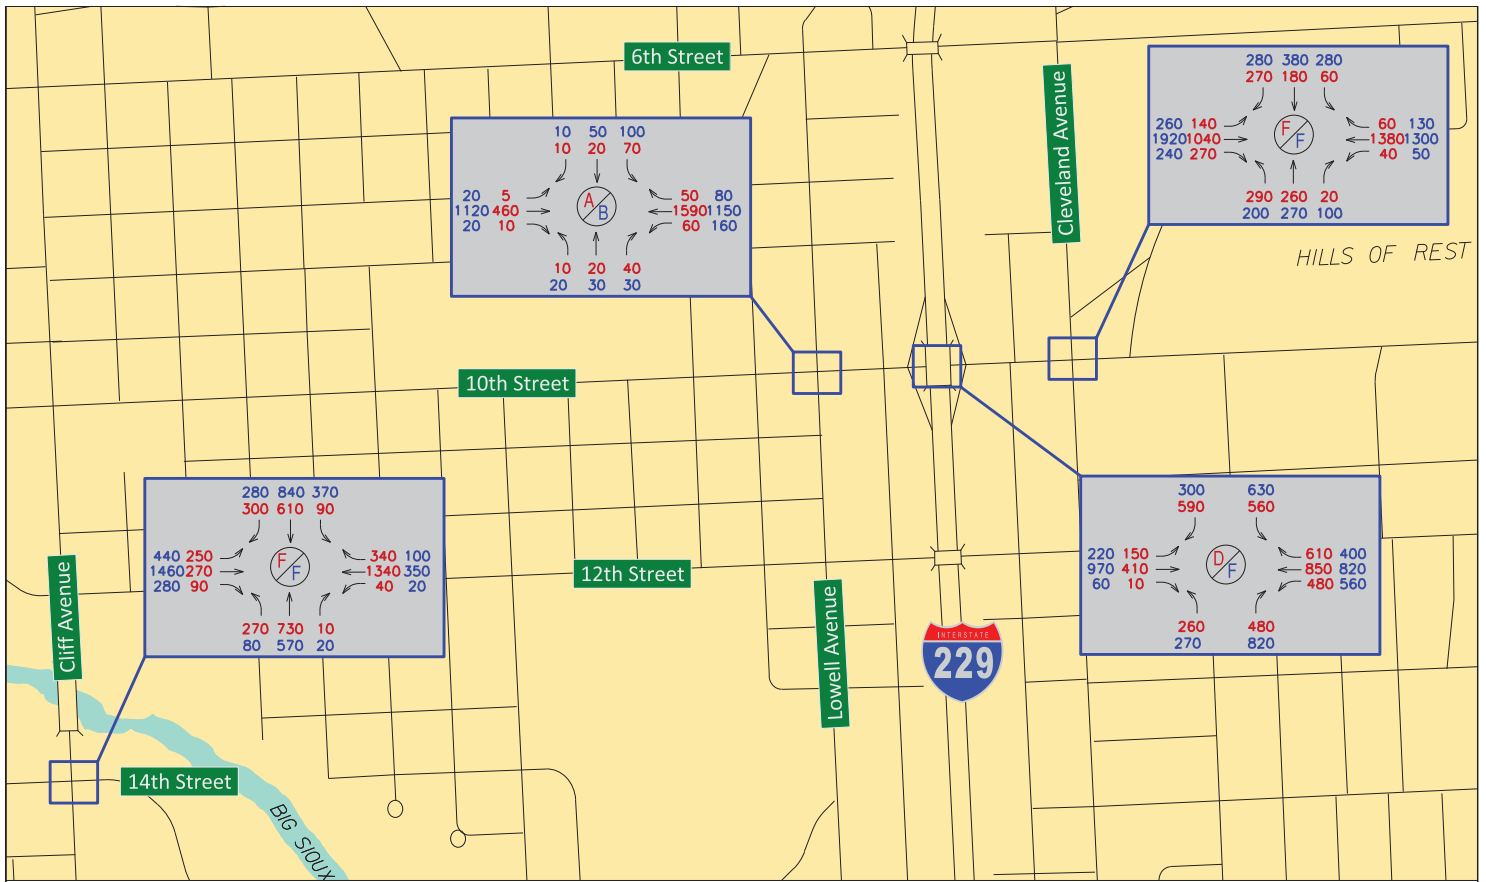 6th Street
Cleveland Avenue
280 380 280
270 180 60
260 140
1920 1040
240 270
F
F
60 130
1380 1300
40 50
290 260 20
200 270 100
10 50 100
10 20 70
20 5
1120 460
20 10
A
B
50 80
1590 1150
60 160
10 20 40
20 30 30
HILLS OF REST
10th Street
280 840 370
300 610 90
440 250
1460 270
280 90
F
F
340 100
1340 350
40 20
270 730 10
80 570 20
300 630
590 560
220 150
970 410
60 10
D
F
610 400
850 820
480 560
260 480
270 820
12th Street
Cliff Avenue
Lowell Avenue
INTERSTATE
229
14th Street
BIG SIOUX